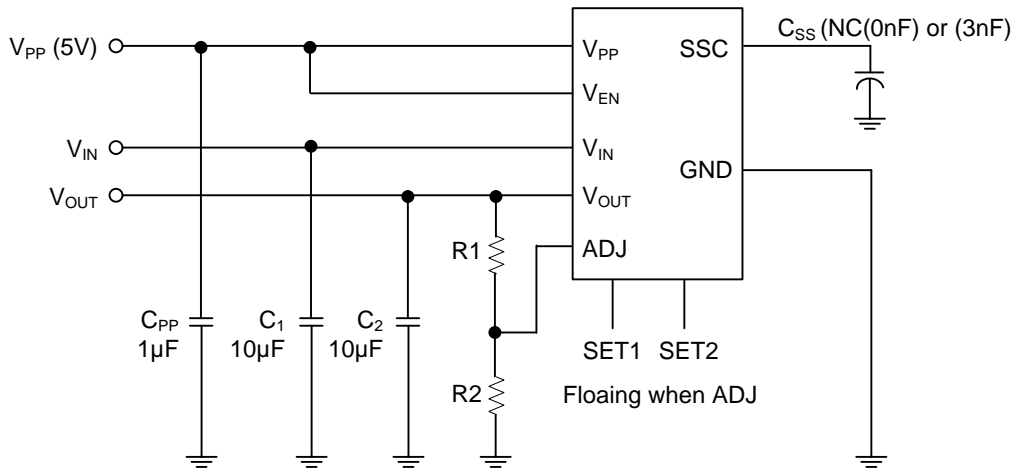 V_PP (5V)
V_IN
V_OUT
V_PP
V_EN
V_IN
V_OUT
ADJ
SSC
GND
C_SS (NC(0nF) or (3nF)
R1
R2
C_PP
1µF
C_1
10µF
C_2
10µF
SET1 SET2
Floaing when ADJ